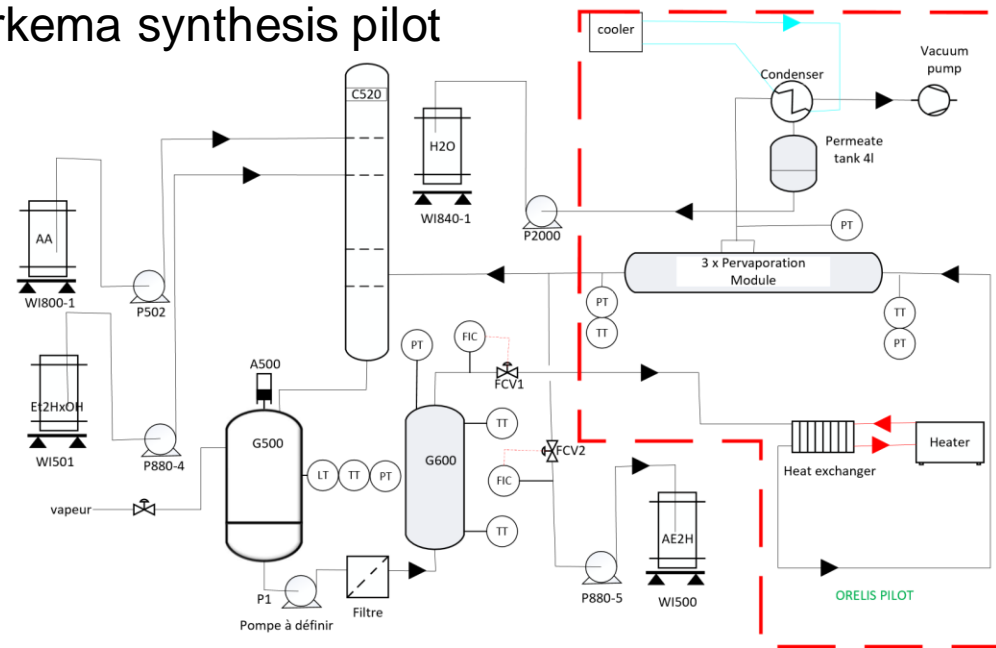 rkema synthesis pilot
cooler
Condenser
Vacuum
pump
Permeate
tank 4l
C520
H2O
WI840-1
P2000
PT
AA
WI800-1
P502
3 x Pervaporation
Module
PT
TT
TT
PT
Et2HxOH
WI501
P880-4
A500
G500
LT
TT
PT
vapeur
P1
Pompe à définir
Filtre
PT
FIC
FCV1
TT
G600
FIC
FCV2
TT
P880-5
AE2H
WI500
Heat exchanger
Heater
ORELIS PILOT